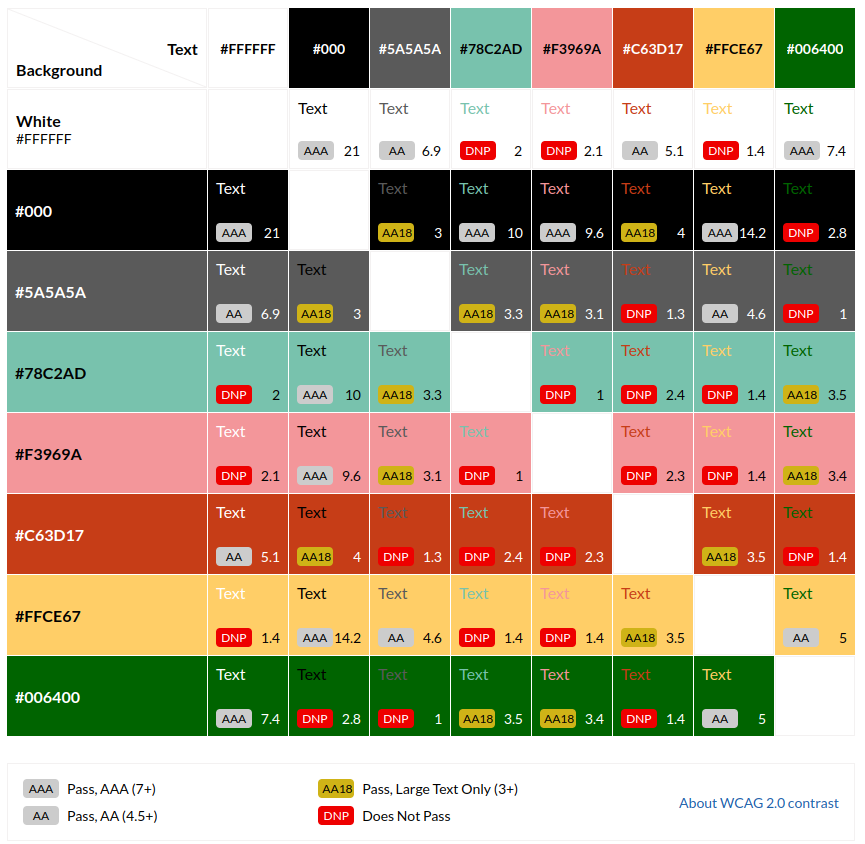 Text #FFFFFF #000 #5A5A5A #78C2AD #F3969A #C63D17 #FFCE67 #006400
Background
White Text Text Text Text Text Text Text
#FFFFFF
AAA 21 AA 6.9 DNP 2 DNP 2.1 AA 5.1 DNP 1.4 AAA 7.4
Text Text Text Text Text Text Text
#000
AAA 21 AA18 3 AAA 10 AAA 9.6 AA18 4 AAA 14.2 DNP 2.8
Text Text Text Text Text Text Text
#5A5A5A
AA 6.9 AA18 3 AA18 3.3 AA18 3.1 DNP 1.3 AA 4.6 DNP 1
Text Text Text Text Text Text Text
#78C2AD
DNP 2 AAA 10 AA18 3.3 DNP 1 DNP 2.4 DNP 1.4 AA18 3.5
Text Text Text Text Text Text Text
#F3969A
DNP 2.1 AAA 9.6 AA18 3.1 DNP 1 DNP 2.3 DNP 1.4 AA18 3.4
Text Text Text Text Text Text Text
#C63D17
AA 5.1 AA18 4 DNP 1.3 DNP 2.4 DNP 2.3 AA18 3.5 DNP 1.4
Text Text Text Text Text Text Text
#FFCE67
DNP 1.4 AAA 14.2 AA 4.6 DNP 1.4 DNP 1.4 AA18 3.5 AA 5
Text Text Text Text Text Text Text
#006400
AAA 7.4 DNP 2.8 DNP 1 AA18 3.5 AA18 3.4 DNP 1.4 AA 5
AAA Pass, AAA (7+) AA18 Pass, Large Text Only (3+)
About WCAG 2.0 contrast
AA Pass, AA (4.5+) DNP Does Not Pass